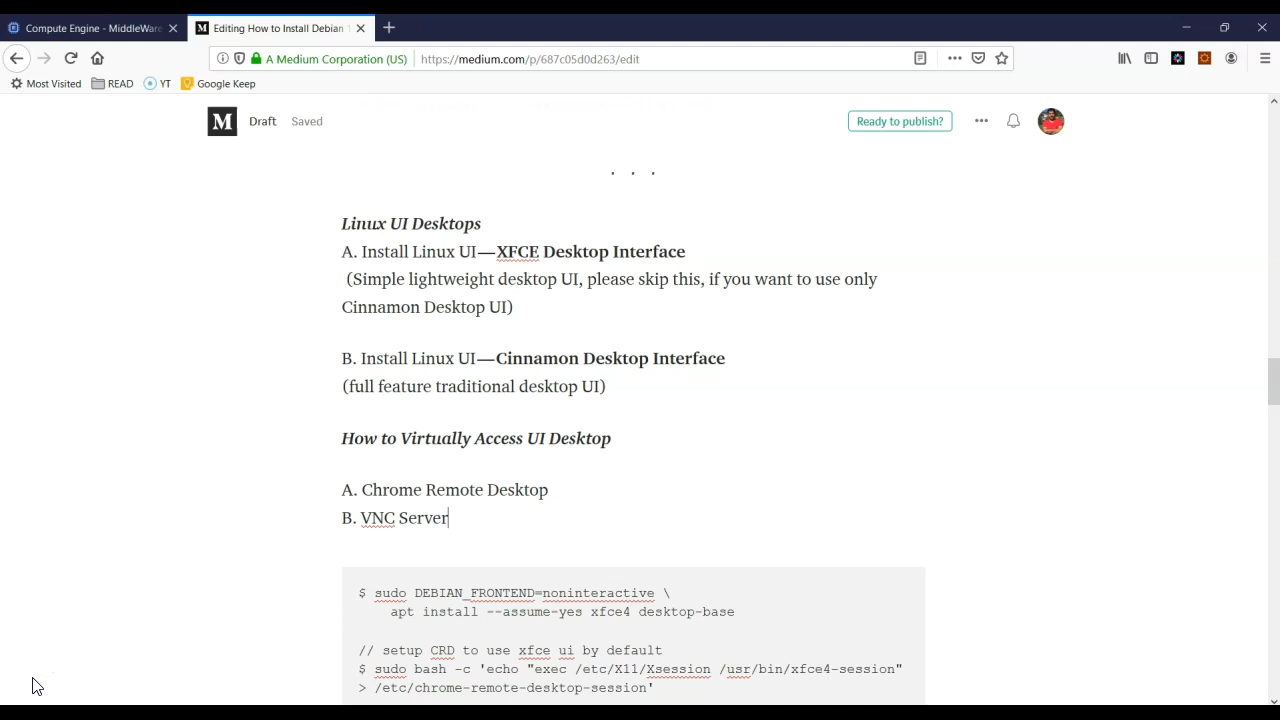 Compute Engine - MiddleWare
Editing How to Install Debian 1
A Medium Corporation (US)
https://medium.com/p/687c05d0d263/edit
Most Visited
READ
YT
Google Keep
M
Draft
Saved
Ready to publish?
. . .
Linux UI Desktops
A. Install Linux UI — XFCE Desktop Interface
(Simple lightweight desktop UI, please skip this, if you want to use only
Cinnamon Desktop UI)
B. Install Linux UI — Cinnamon Desktop Interface
(full feature traditional desktop UI)
How to Virtually Access UI Desktop
A. Chrome Remote Desktop
B. VNC Server
$ sudo DEBIAN_FRONTEND=noninteractive \
apt install --assume-yes xfce4 desktop-base
// setup CRD to use xfce ui by default
$ sudo bash -c 'echo "exec /etc/X11/Xsession /usr/bin/xfce4-session"
> /etc/chrome-remote-desktop-session'